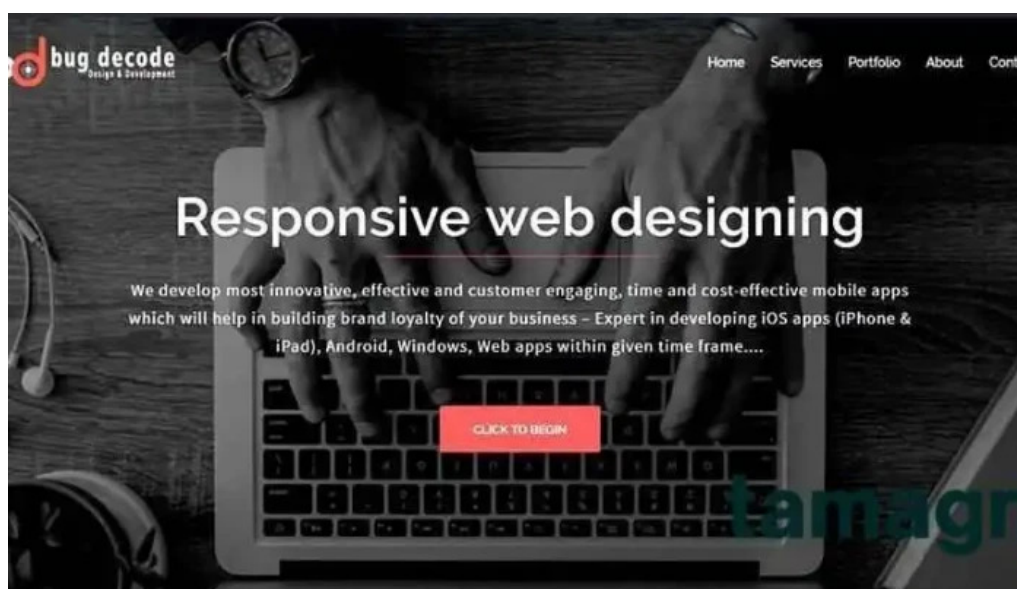 bug decode
Design & Development
Home Services Portfolio About Cont
Responsive web designing
We develop most innovative, effective and customer engaging, time and cost-effective mobile apps
which will help in building brand loyalty of your business – Expert in developing iOS apps (iPhone &
iPad), Android, Windows, Web apps within given time frame....
CLICK TO BEGIN
tamagr